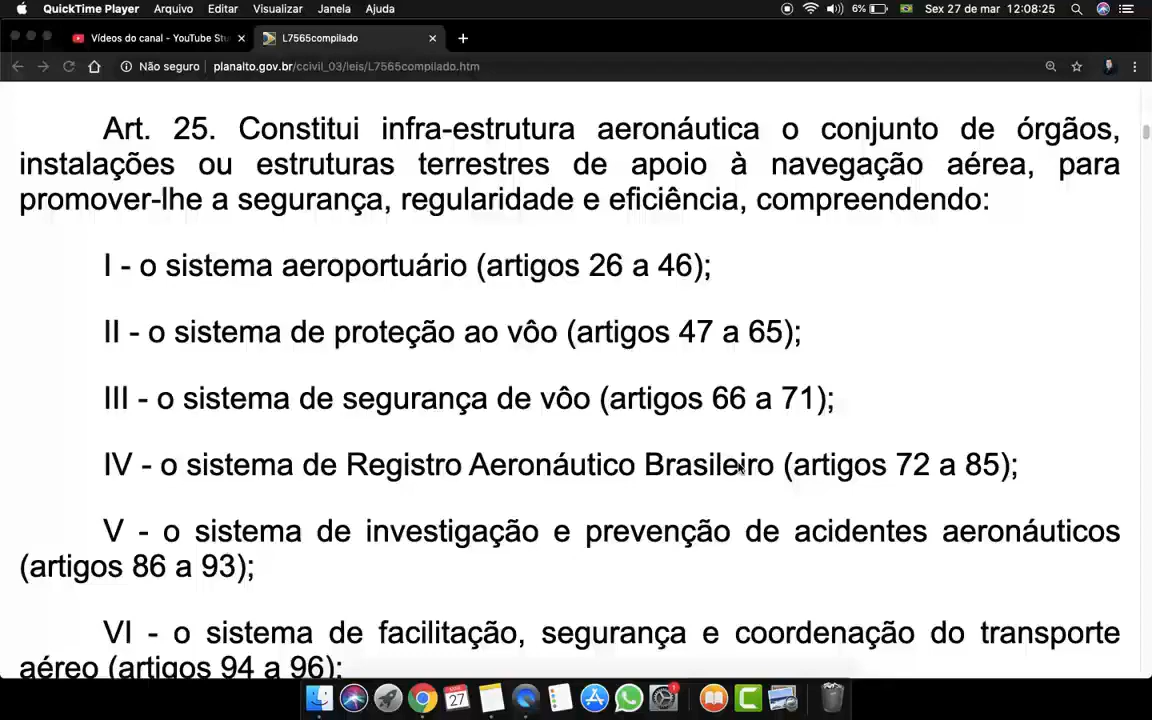 QuickTime Player Arquivo Editar Visualizar Janela Ajuda 6% Sex 27 de mar 12:08:25
Vídeos do canal - YouTube Stu L7565compilado
Não seguro planalto.gov.br/ccivil_03/leis/L7565compilado.htm
Art. 25. Constitui infra-estrutura aeronáutica o conjunto de órgãos,
instalações ou estruturas terrestres de apoio à navegação aérea, para
promover-lhe a segurança, regularidade e eficiência, compreendendo:
I - o sistema aeroportuário (artigos 26 a 46);
II - o sistema de proteção ao vôo (artigos 47 a 65);
III - o sistema de segurança de vôo (artigos 66 a 71);
IV - o sistema de Registro Aeronáutico Brasileiro (artigos 72 a 85);
V - o sistema de investigação e prevenção de acidentes aeronáuticos
(artigos 86 a 93);
VI - o sistema de facilitação, segurança e coordenação do transporte
aéreo (artigos 94 a 96);
27
1